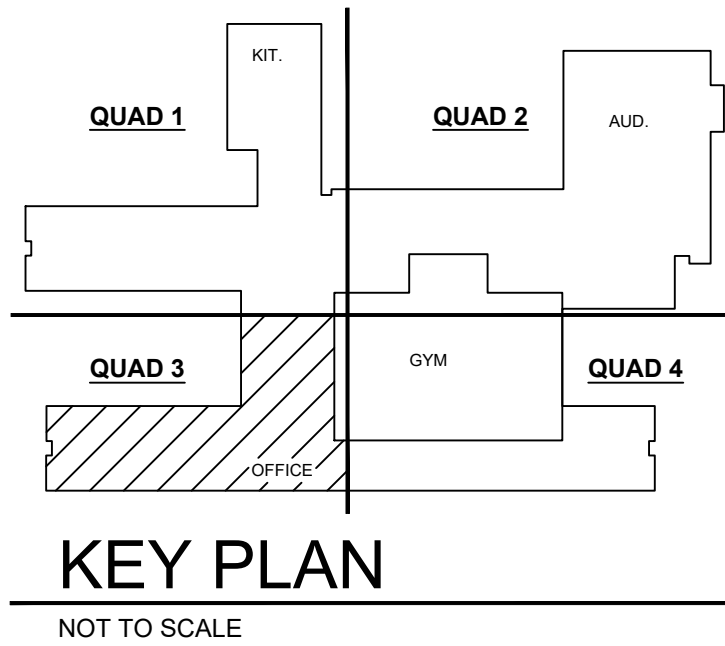 KIT.
QUAD 1
QUAD 2
AUD.
QUAD 3
GYM
QUAD 4
OFFICE
KEY PLAN
NOT TO SCALE